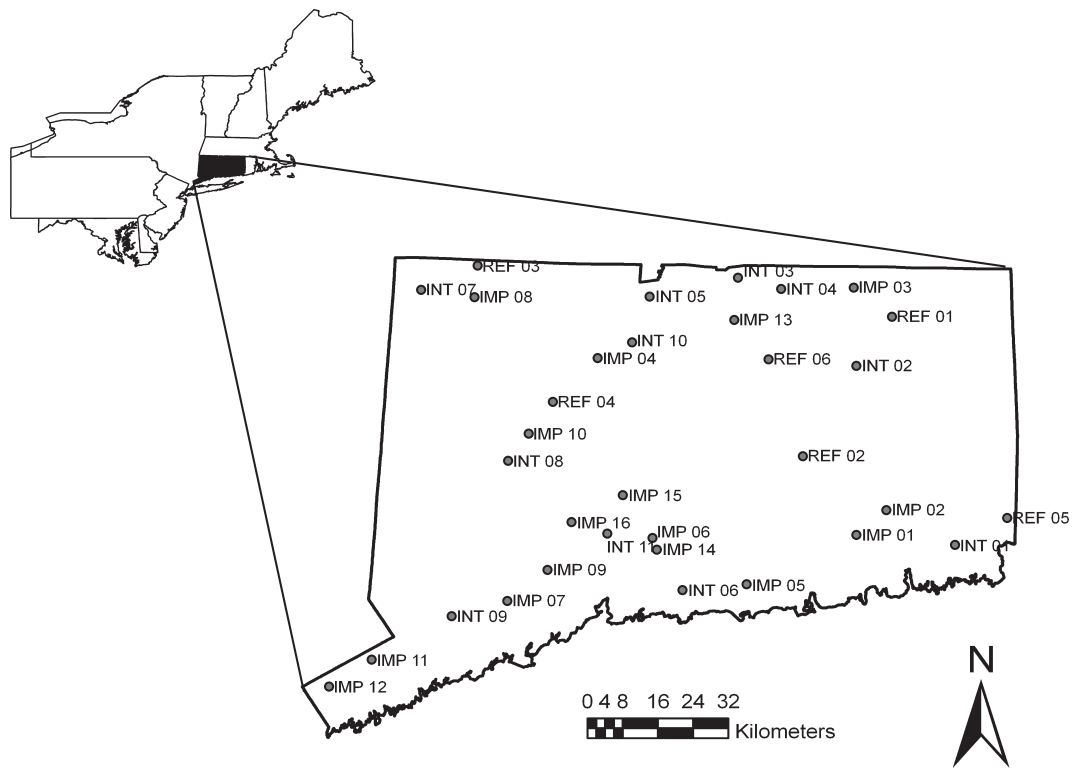 REF 03
INT 03
INT 07
IMP 08
INT 05
INT 04
IMP 03
IMP 13
REF 01
INT 10
IMP 04
REF 06
INT 02
REF 04
IMP 10
INT 08
REF 02
IMP 15
IMP 02
REF 05
IMP 16
IMP 06
IMP 01
INT 11
IMP 14
INT 01
IMP 09
INT 06
IMP 05
IMP 07
INT 09
IMP 11
IMP 12
N
0 4 8 16 24 32
Kilometers